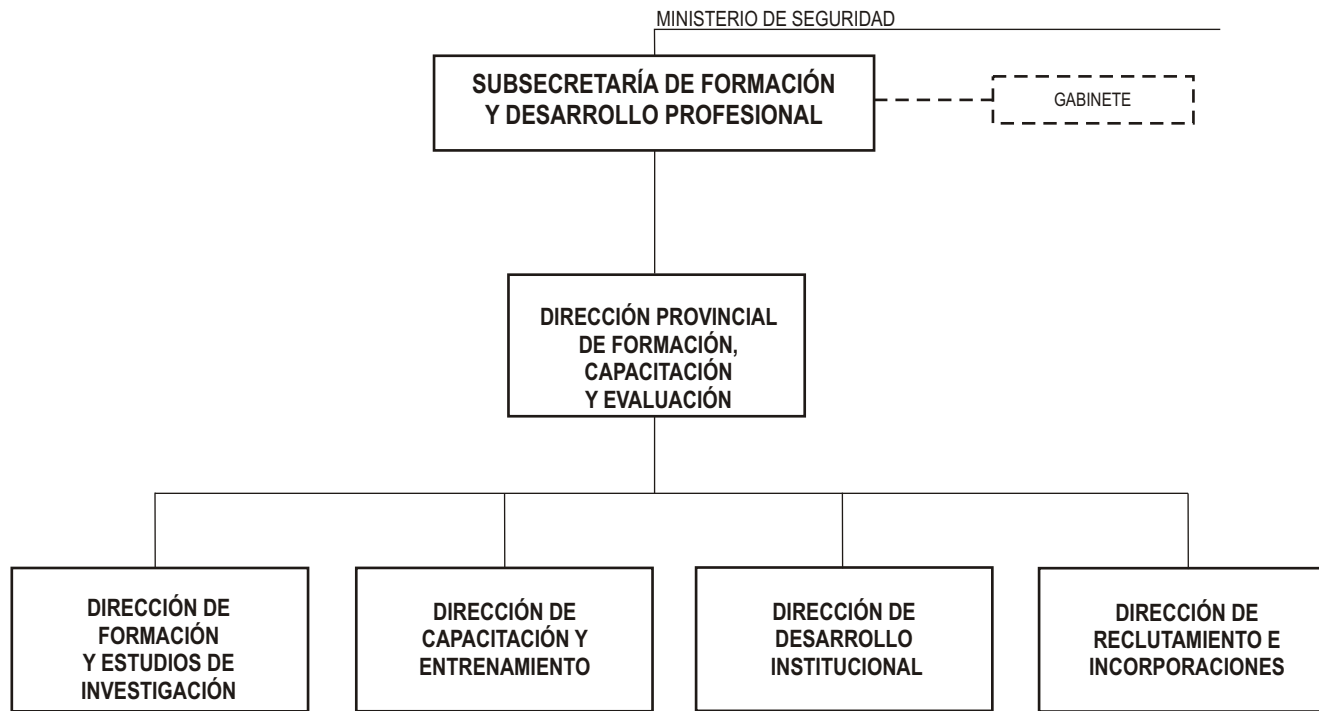 MINISTERIO DE SEGURIDAD
SUBSECRETARÍA DE FORMACIÓN
Y DESARROLLO PROFESIONAL
GABINETE
DIRECCIÓN PROVINCIAL
DE FORMACIÓN,
CAPACITACIÓN
Y EVALUACIÓN
DIRECCIÓN DE
FORMACIÓN
Y ESTUDIOS DE
INVESTIGACIÓN
DIRECCIÓN DE
CAPACITACIÓN Y
ENTRENAMIENTO
DIRECCIÓN DE
DESARROLLO
INSTITUCIONAL
DIRECCIÓN DE
RECLUTAMIENTO E
INCORPORACIONES